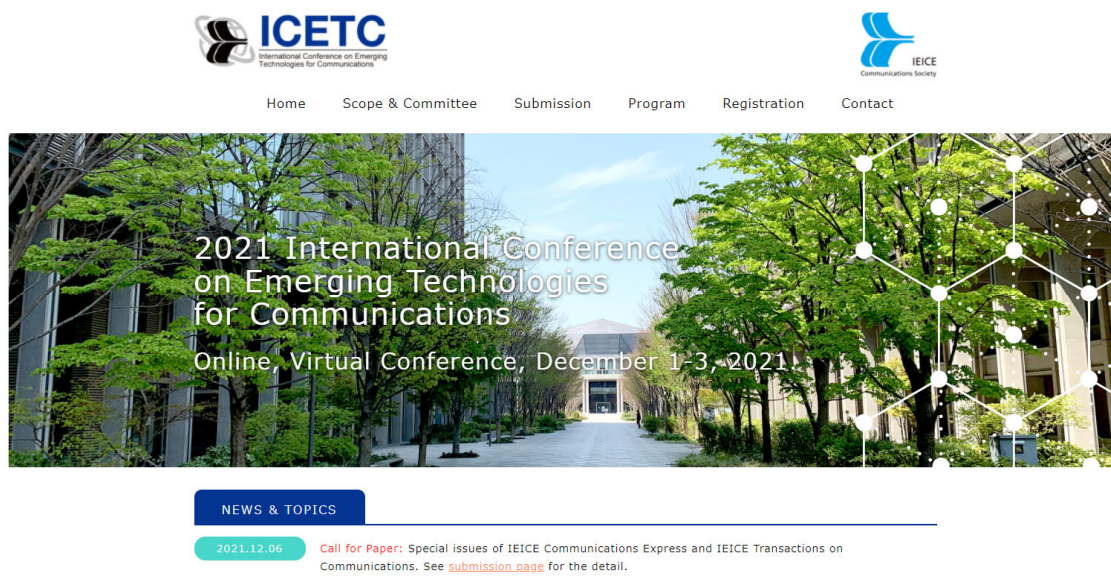 ICETC
International Conference on Emerging
Technologies for Communications
IEICE
Communications Society
Home Scope & Committee Submission Program Registration Contact
2021 International Conference
on Emerging Technologies
for Communications
Online, Virtual Conference, December 1-3, 2021.
NEWS & TOPICS
2021.12.06 Call for Paper: Special issues of IEICE Communications Express and IEICE Transactions on
Communications. See submission page for the detail.